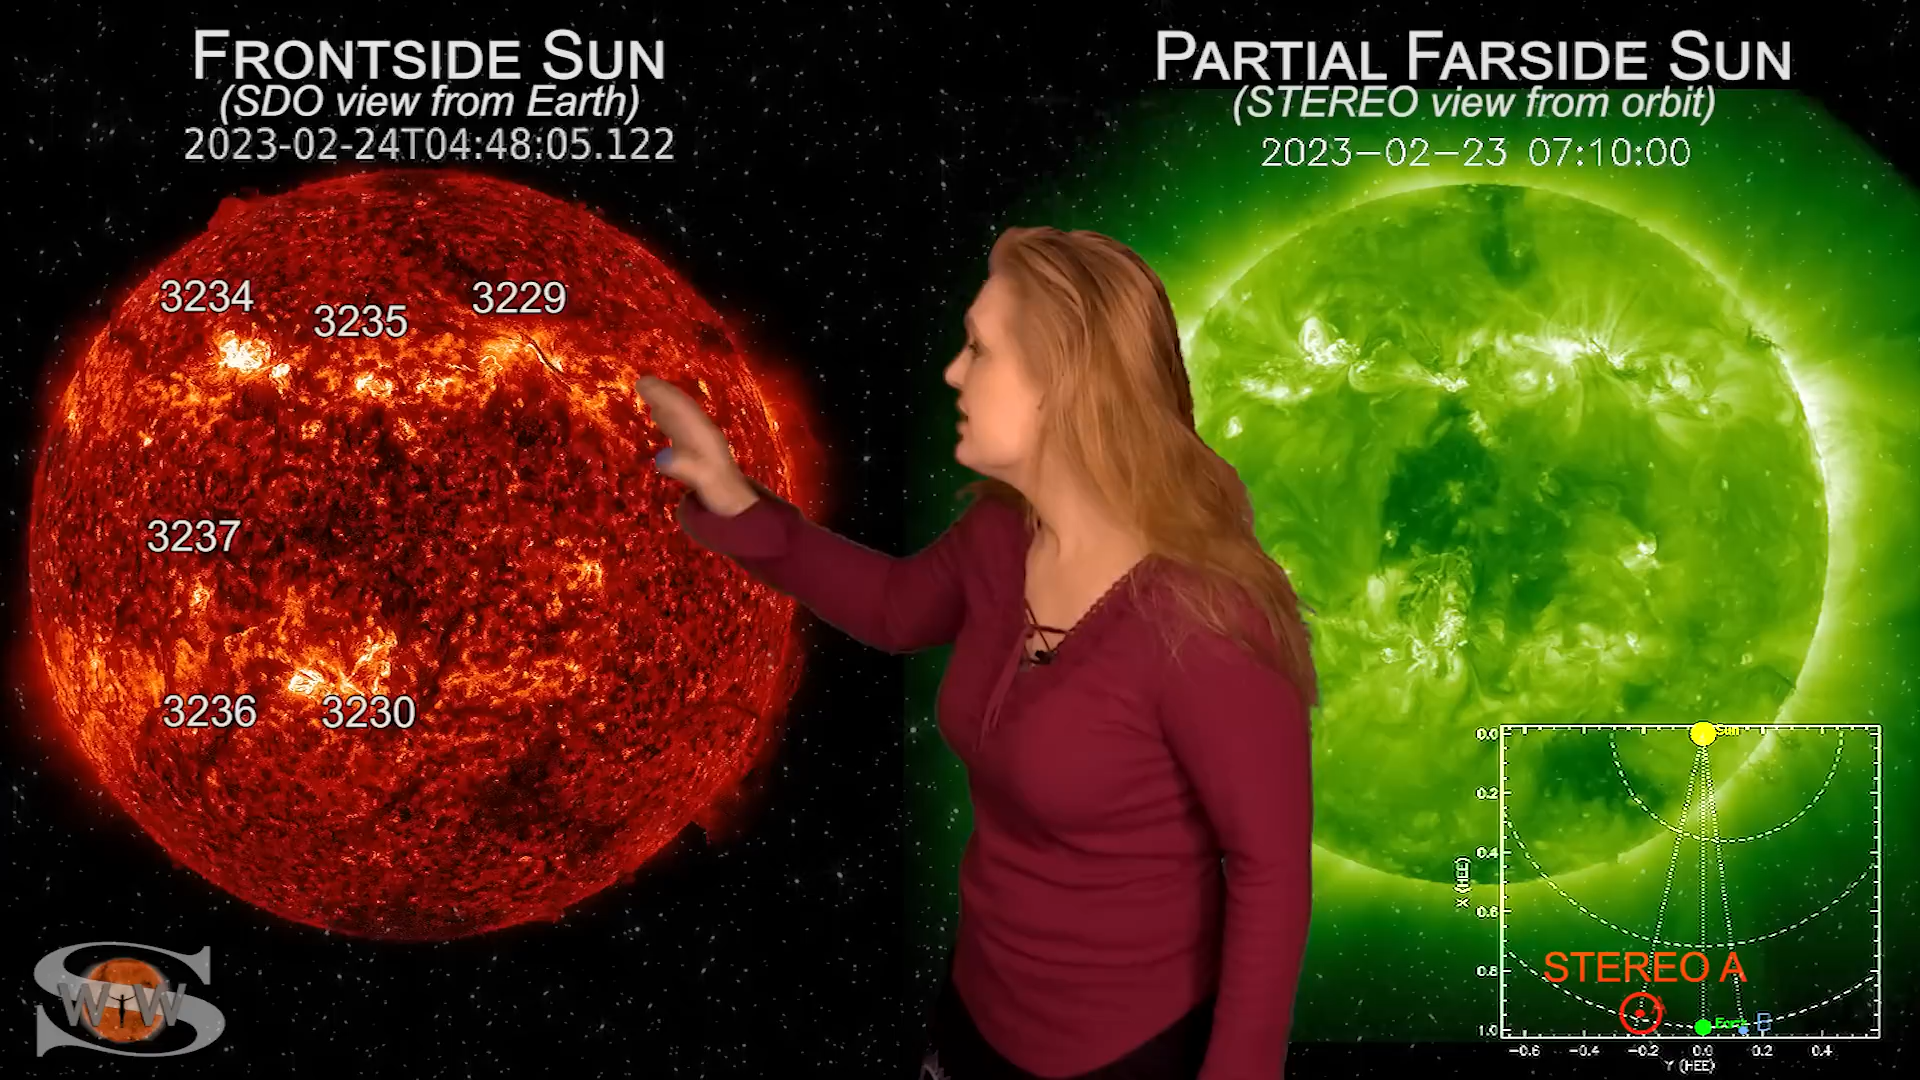 FRONTSIDE SUN
(SDO view from Earth)
2023-02-24T04:48:05.122
PARTIAL FARSIDE SUN
(STEREO view from orbit)
2023-02-23 07:10:00
3234
3235
3229
3237
3236
3230
Sun
0.0
0.2
0.4
0.6
0.8
1.0
X (HEE)
STEREO A
Earth
B
-0.6
-0.4
-0.2
0.0
0.2
0.4
Y (HEE)
S
WW